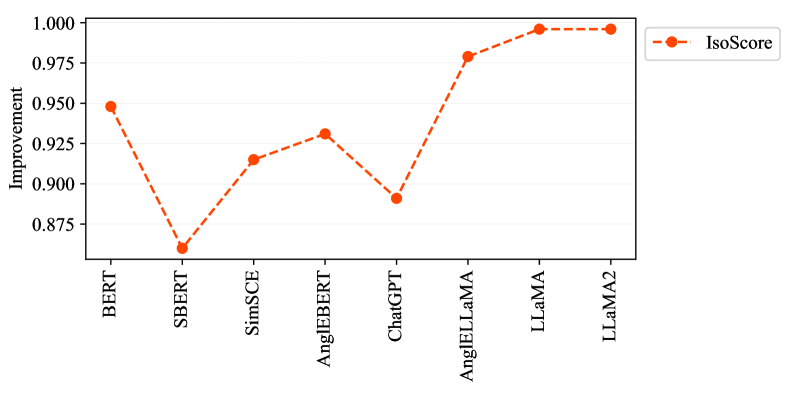 1.000
0.975
0.950
0.925
0.900
0.875
Improvement
BERT
SBERT
SimSCE
AnglEBERT
ChatGPT
AnglELLaMA
LLaMA
LLaMA2
IsoScore